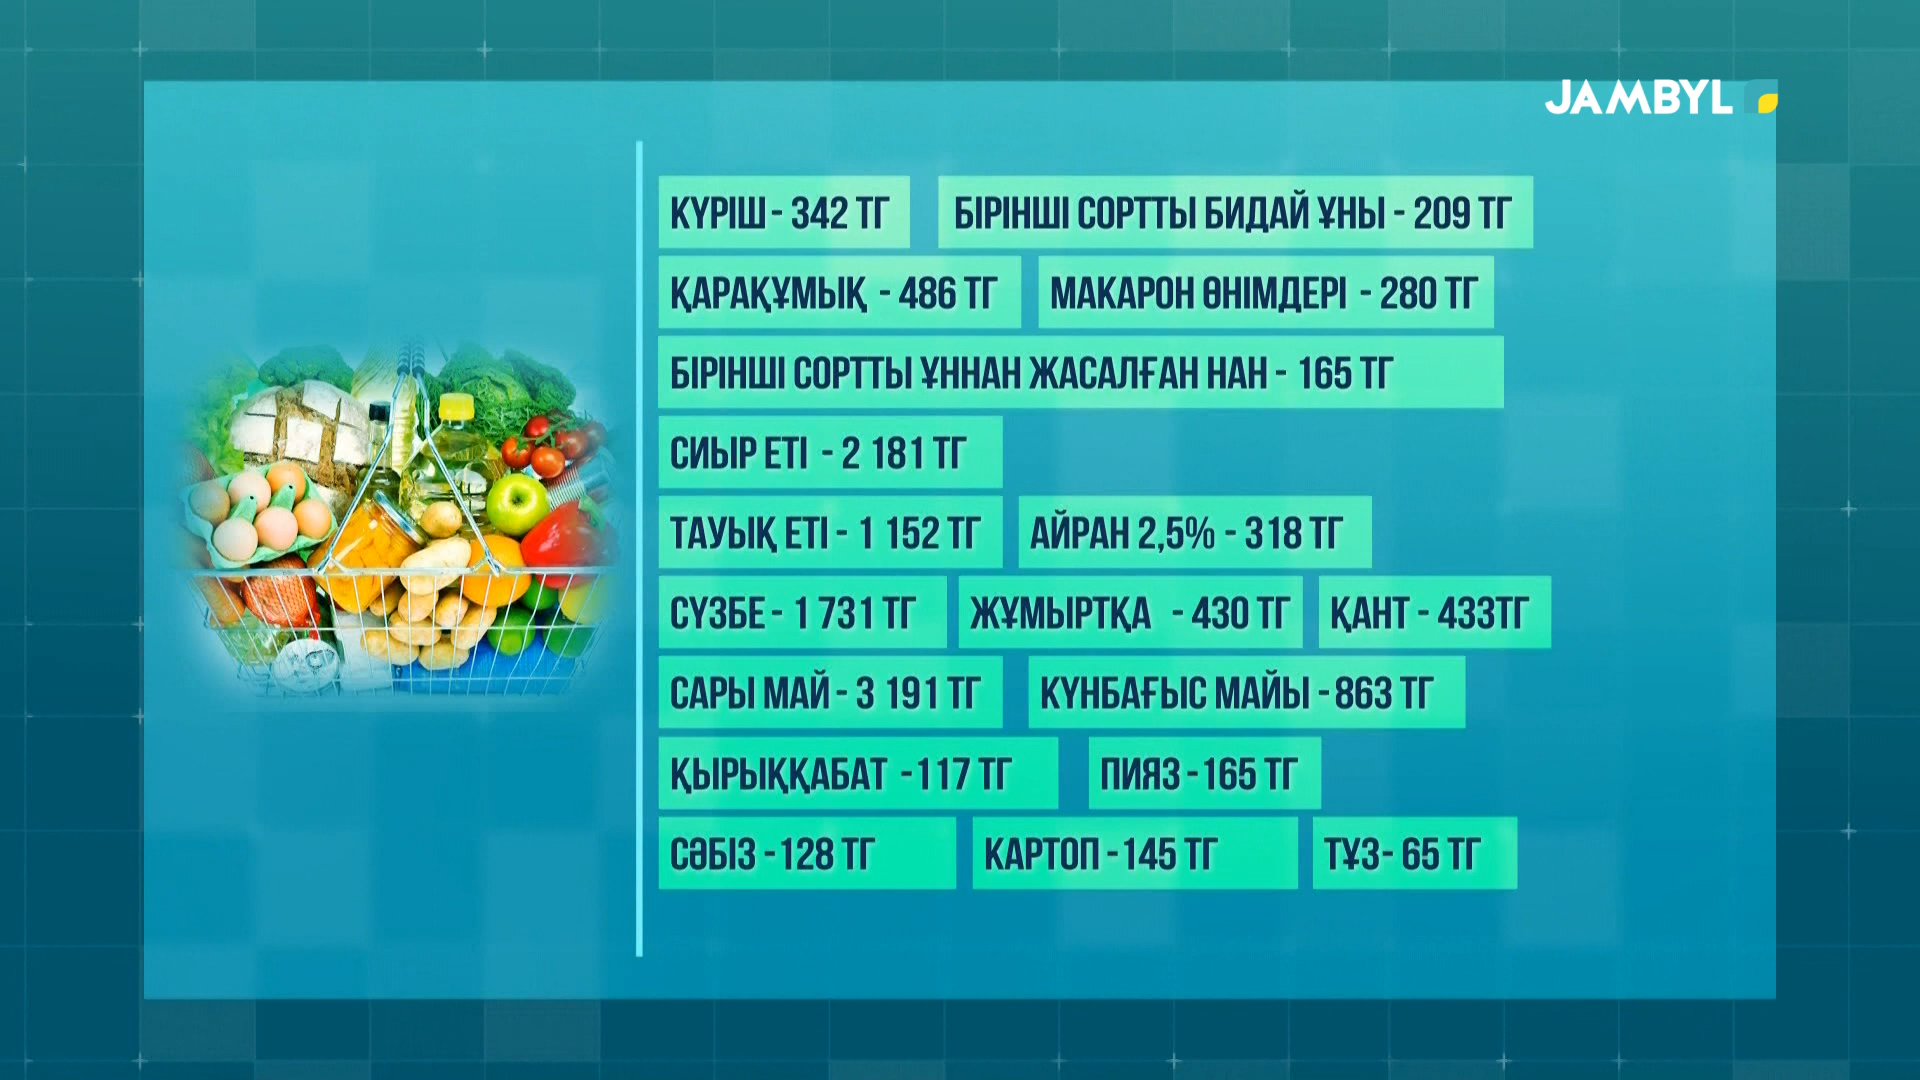 JAMBYL
КҮРІШ - 342 ТГ БІРІНШІ СОРТТЫ БИДАЙ ҰНЫ - 209 ТГ
ҚАРАҚҰМЫҚ - 486 ТГ МАКАРОН ӨНІМДЕРІ - 280 ТГ
БІРІНШІ СОРТТЫ ҰННАН ЖАСАЛҒАН НАН - 165 ТГ
СИЫР ЕТІ - 2 181 ТГ
ТАУЫҚ ЕТІ - 1 152 ТГ АЙРАН 2,5% - 318 ТГ
СҮЗБЕ - 1 731 ТГ ЖҰМЫРТҚА - 430 ТГ ҚАНТ - 433ТГ
САРЫ МАЙ - 3 191 ТГ КҮНБАҒЫС МАЙЫ -863 ТГ
ҚЫРЫҚҚАБАТ -117 ТГ ПИЯЗ -165 ТГ
СӘБІЗ -128 ТГ КАРТОП -145 ТГ ТҰЗ- 65 ТГ